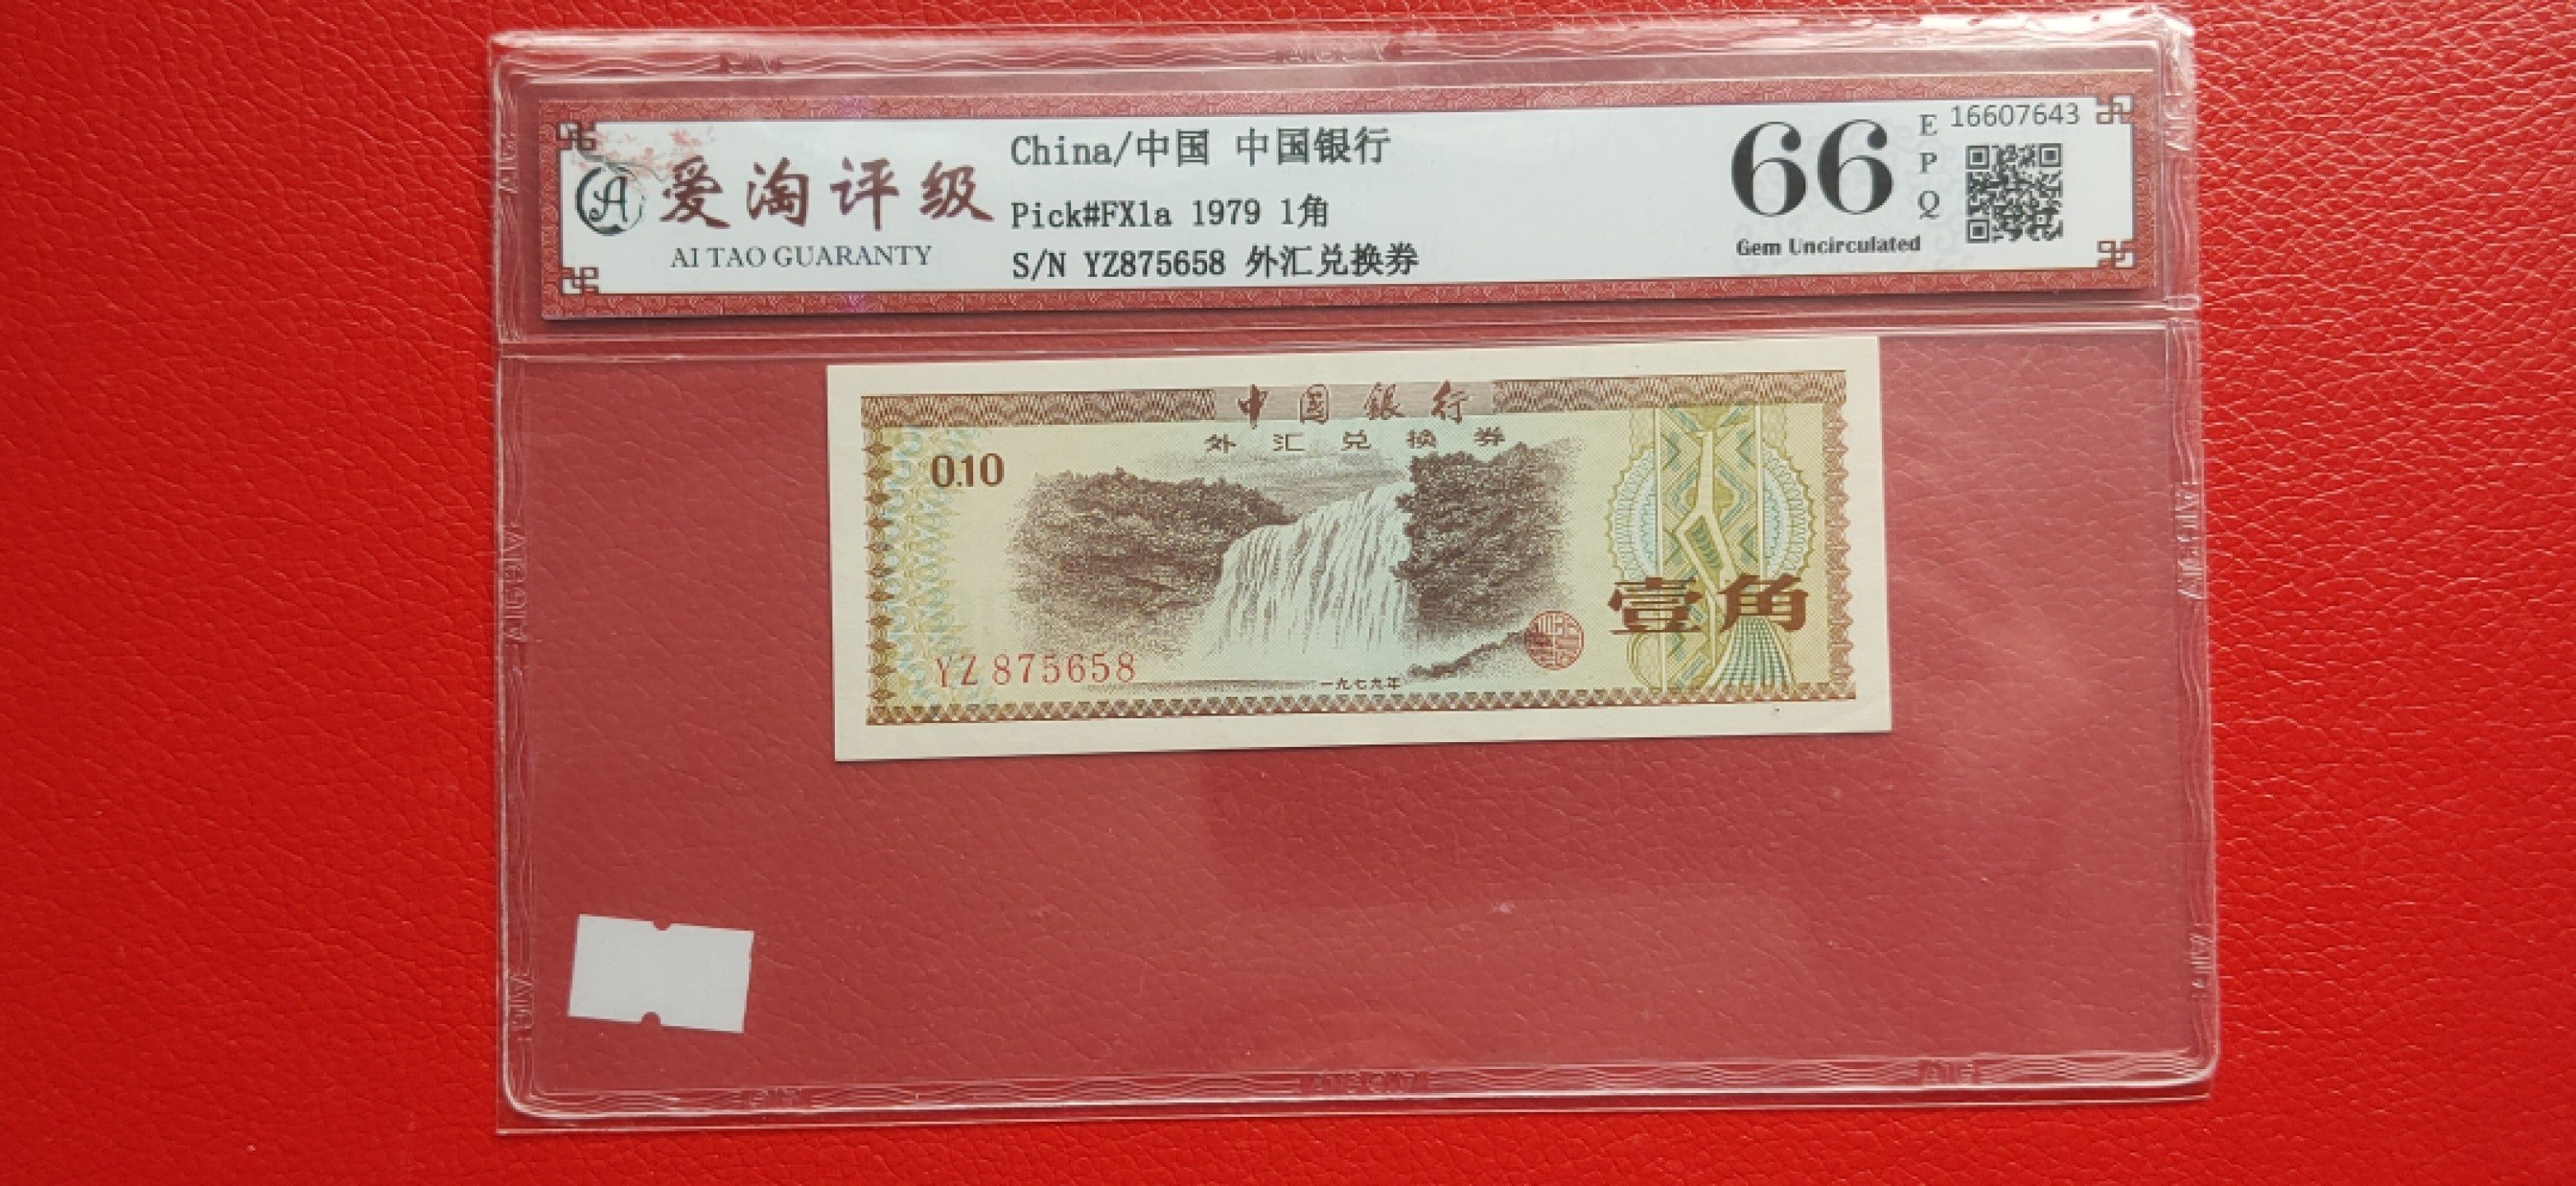 爱淘评级
AI TAO GUARANTY
China/中国 中国银行
Pick#FX1a 1979 1角
S/N YZ875658 外汇兑换券
66
EPQ
Gem Uncirculated
16607643
中国銀行
外汇兑换券
0.10
壹角
YZ 875658
一九七九年